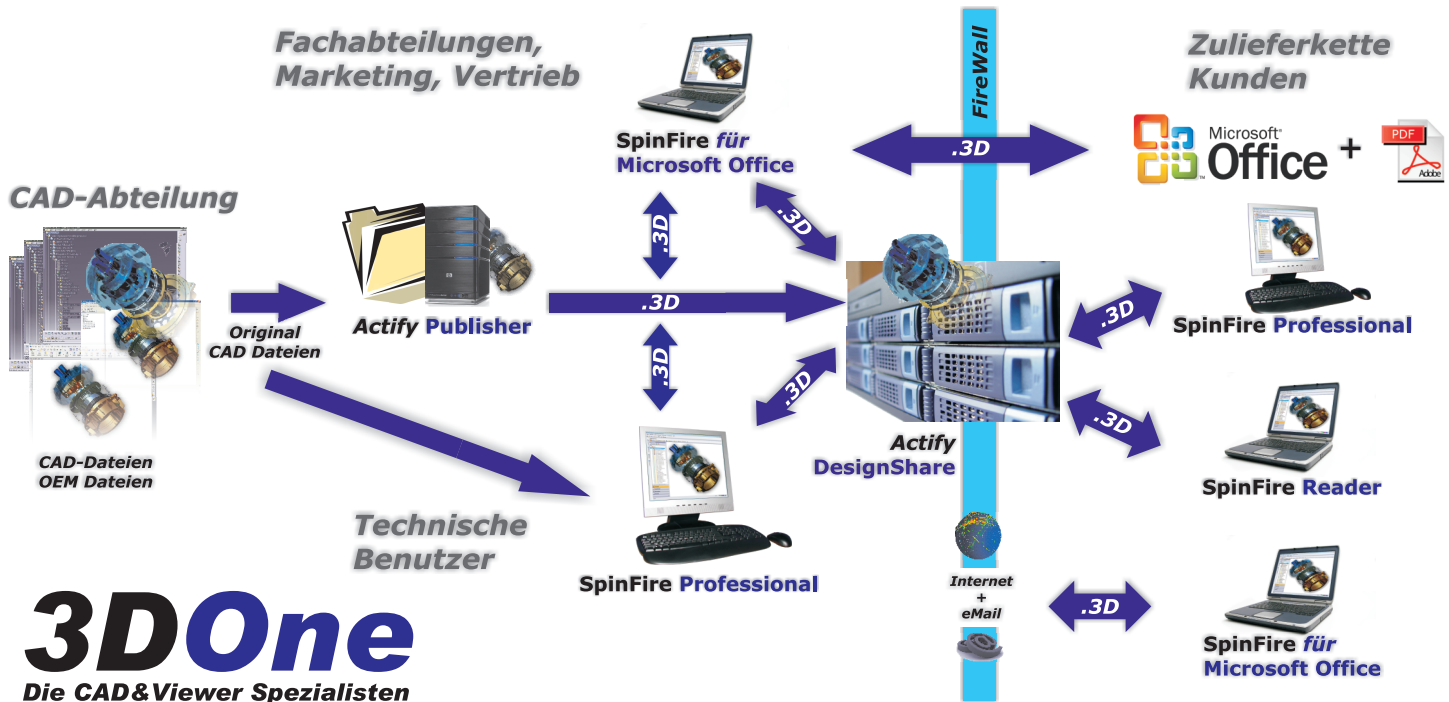 Fachabteilungen,
Marketing, Vertrieb
FireWall
Zulieferkette
Kunden
SpinFire für
Microsoft Office
.3D
Microsoft®
Office™ +
PDF
Adobe
CAD-Abteilung
.3D
.3D
Original
CAD Dateien
Actify Publisher
.3D
.3D
SpinFire Professional
.3D
.3D
.3D
Actify
DesignShare
CAD-Dateien
OEM Dateien
SpinFire Reader
Technische
Benutzer
SpinFire Professional
Internet
+
eMail
.3D
SpinFire für
Microsoft Office
3DOne
Die CAD&Viewer Spezialisten